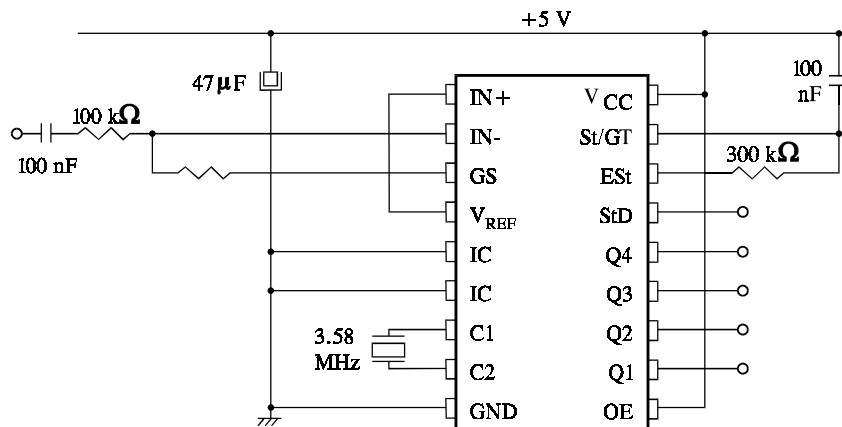 +5 V
47µF
100 kΩ
100 nF
100
nF
300 kΩ
3.58
MHz
IN+
IN-
GS
VREF
IC
IC
C1
C2
GND
VCC
St/GT
ESt
StD
Q4
Q3
Q2
Q1
OE